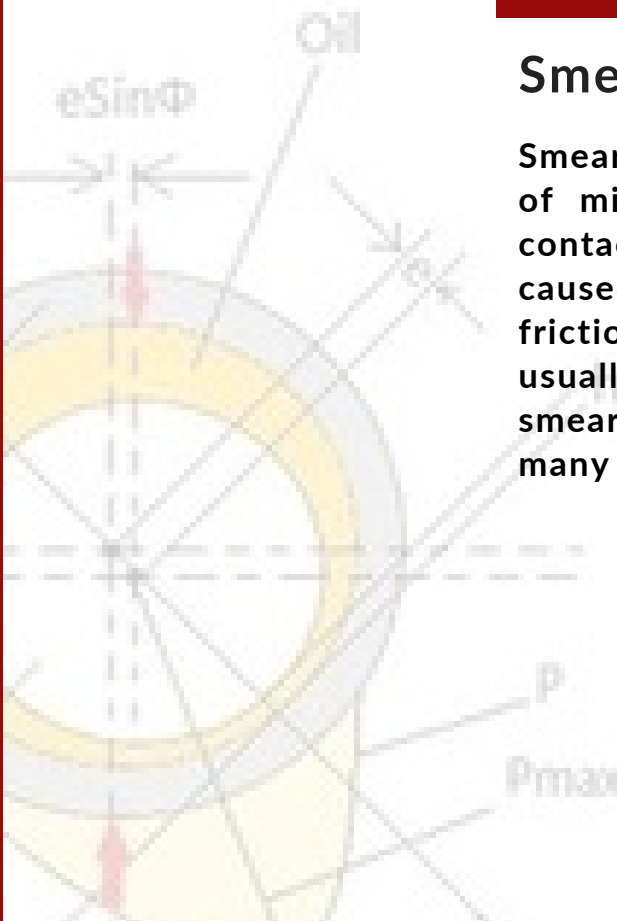 Oil
eSinΦ
Sme
Smear
of mi
contac
cause
frictio
usuall
smear
many
e
P
Pmax